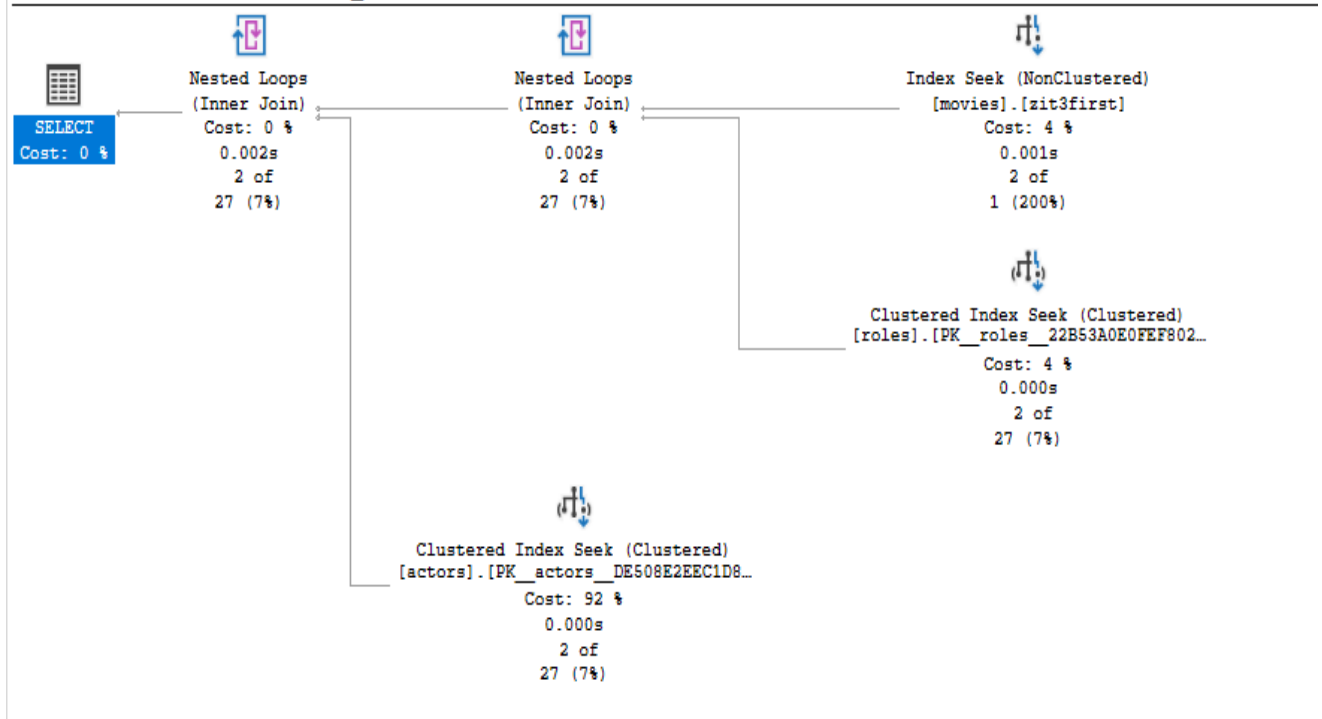 SELECT
Cost: 0 %
Nested Loops
(Inner Join)
Cost: 0 %
0.002s
2 of
27 (7%)
Nested Loops
(Inner Join)
Cost: 0 %
0.002s
2 of
27 (7%)
Index Seek (NonClustered)
[movies].[zit3first]
Cost: 4 %
0.001s
2 of
1 (200%)
Clustered Index Seek (Clustered)
[roles].[PK__roles__22B53A0E0FEF802…
Cost: 4 %
0.000s
2 of
27 (7%)
Clustered Index Seek (Clustered)
[actors].[PK__actors__DE508E2EEC1D8…
Cost: 92 %
0.000s
2 of
27 (7%)